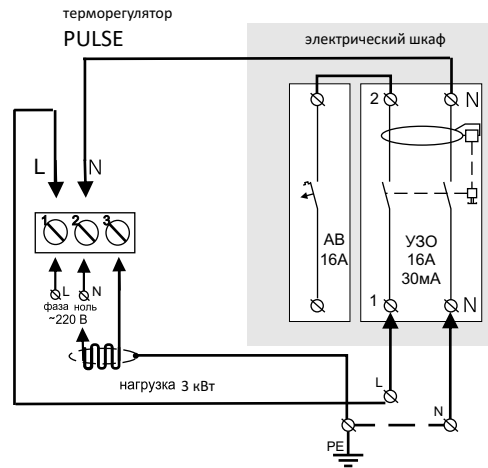 терморегулятор
PULSE
электрический шкаф
2
N
L
N
1
2
3
АВ
16А
УЗО
16А
30мА
L
N
фаза
ноль
~220 В
1
N
нагрузка 3 кВт
L
N
PE